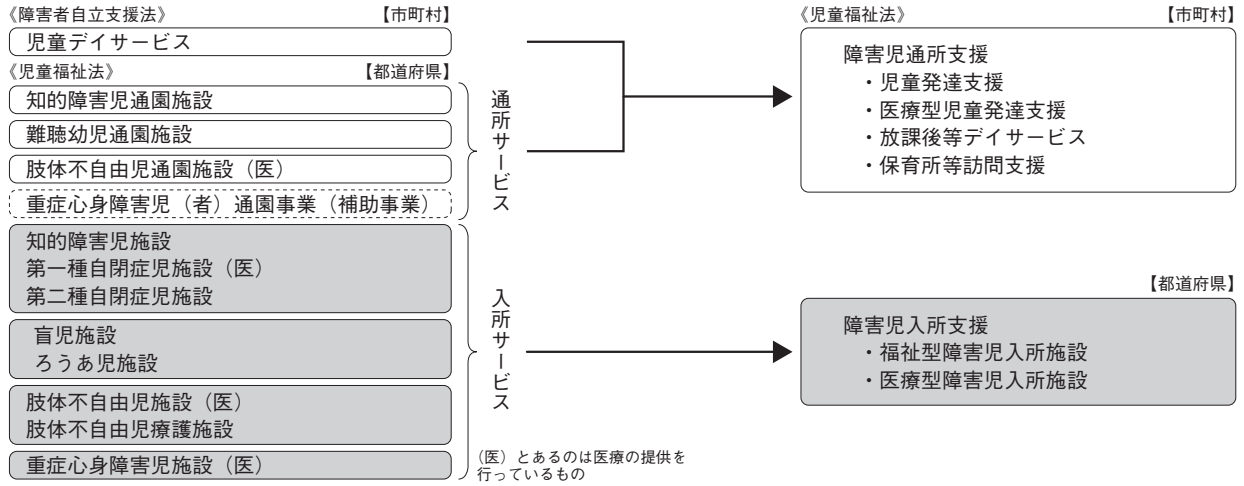 《障害者自立支援法》 【市町村】
児童デイサービス
《児童福祉法》 【都道府県】
知的障害児通園施設
難聴幼児通園施設
肢体不自由児通園施設（医）
重症心身障害児（者）通園事業（補助事業）
通所サービス
知的障害児施設
第一種自閉症児施設（医）
第二種自閉症児施設
盲児施設
ろうあ児施設
肢体不自由児施設（医）
肢体不自由児療護施設
重症心身障害児施設（医）
入所サービス
（医）とあるのは医療の提供を
行っているもの
《児童福祉法》 【市町村】
障害児通所支援
・児童発達支援
・医療型児童発達支援
・放課後等デイサービス
・保育所等訪問支援
【都道府県】
障害児入所支援
・福祉型障害児入所施設
・医療型障害児入所施設